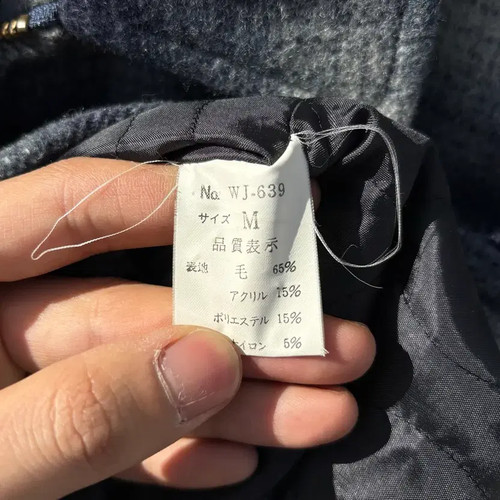 No. WJ-639
サイズ M
品質表示
表地 毛 65%
アクリル 15%
ポリエステル 15%
イロン 5%